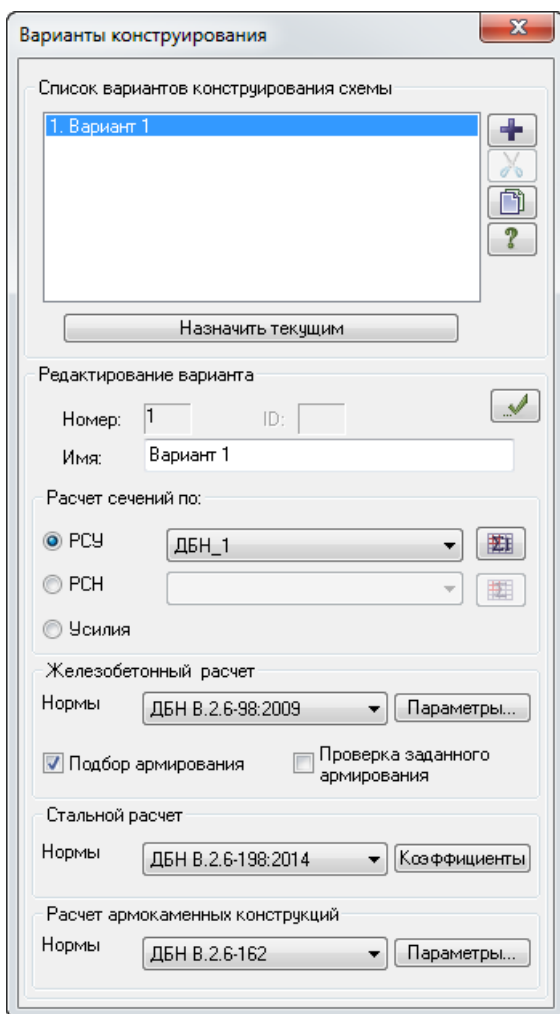 Варианты конструирования
Список вариантов конструирования схемы
1. Вариант 1
Назначить текущим
Редактирование варианта
Номер: 1 ID:
Имя: Вариант 1
Расчет сечений по:
РСУ ДБН_1
РСН
Усилия
Железобетонный расчет
Нормы ДБН В.2.6-98:2009 Параметры...
Подбор армирования Проверка заданного
армирования
Стальной расчет
Нормы ДБН В.2.6-198:2014 Коэффициенты
Расчет армокаменных конструкций
Нормы ДБН В.2.6-162 Параметры...